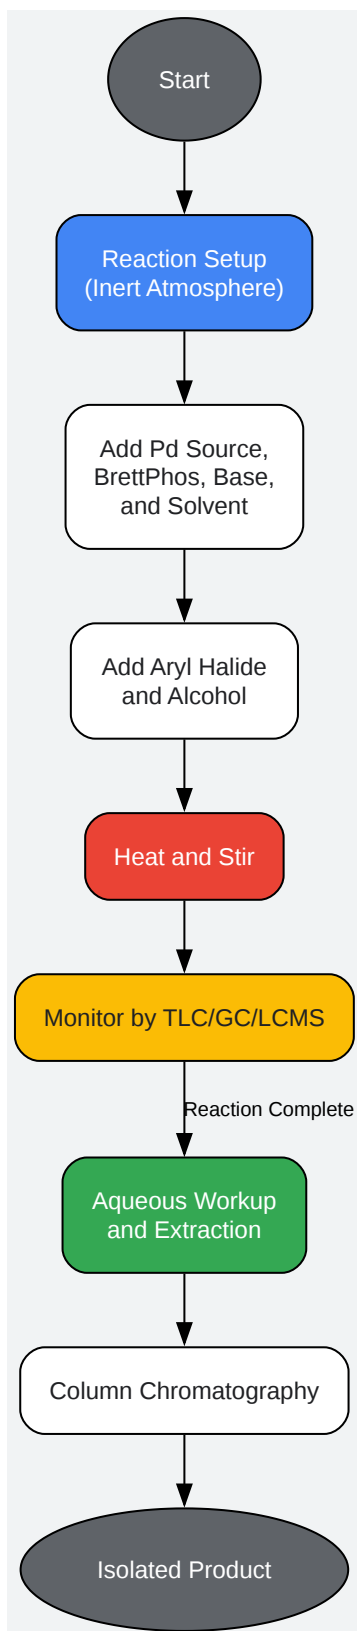 Start
Reaction Setup
(Inert Atmosphere)
Add Pd Source,
BrettPhos, Base,
and Solvent
Add Aryl Halide
and Alcohol
Heat and Stir
Monitor by TLC/GC/LCMS
Reaction Complete
Aqueous Workup
and Extraction
Column Chromatography
Isolated Product